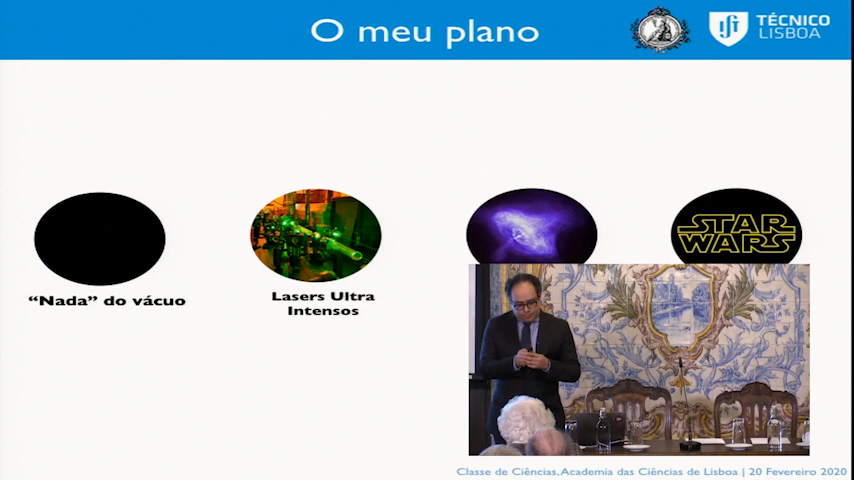 O meu plano
TÉCNICO
LISBOA
STAR
WARS
“Nada” do vácuo
Lasers Ultra
Intensos
Classe de Ciências, Academia das Ciências de Lisboa | 20 Fevereiro 2020